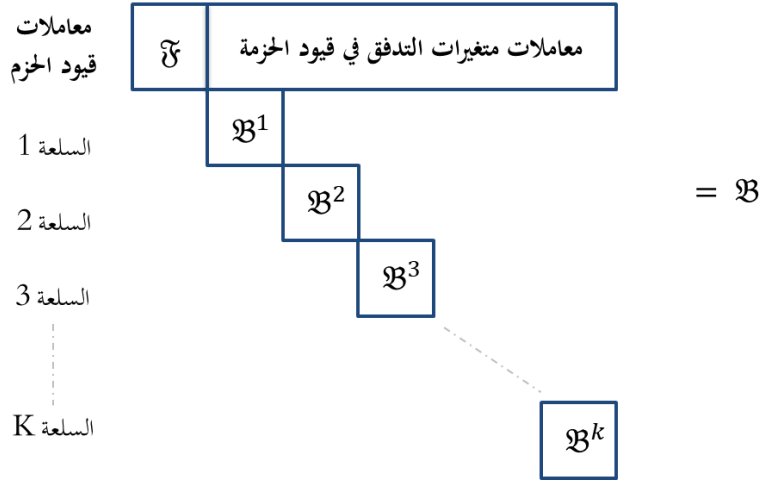 معاملات
قيود الحزم
𝔉
معاملات متغيرات التدفق في قيود الحزمة
السلعة 1
𝔅¹
السلعة 2
𝔅²
= 𝔅
السلعة 3
𝔅³
السلعة K
𝔅ᵏ